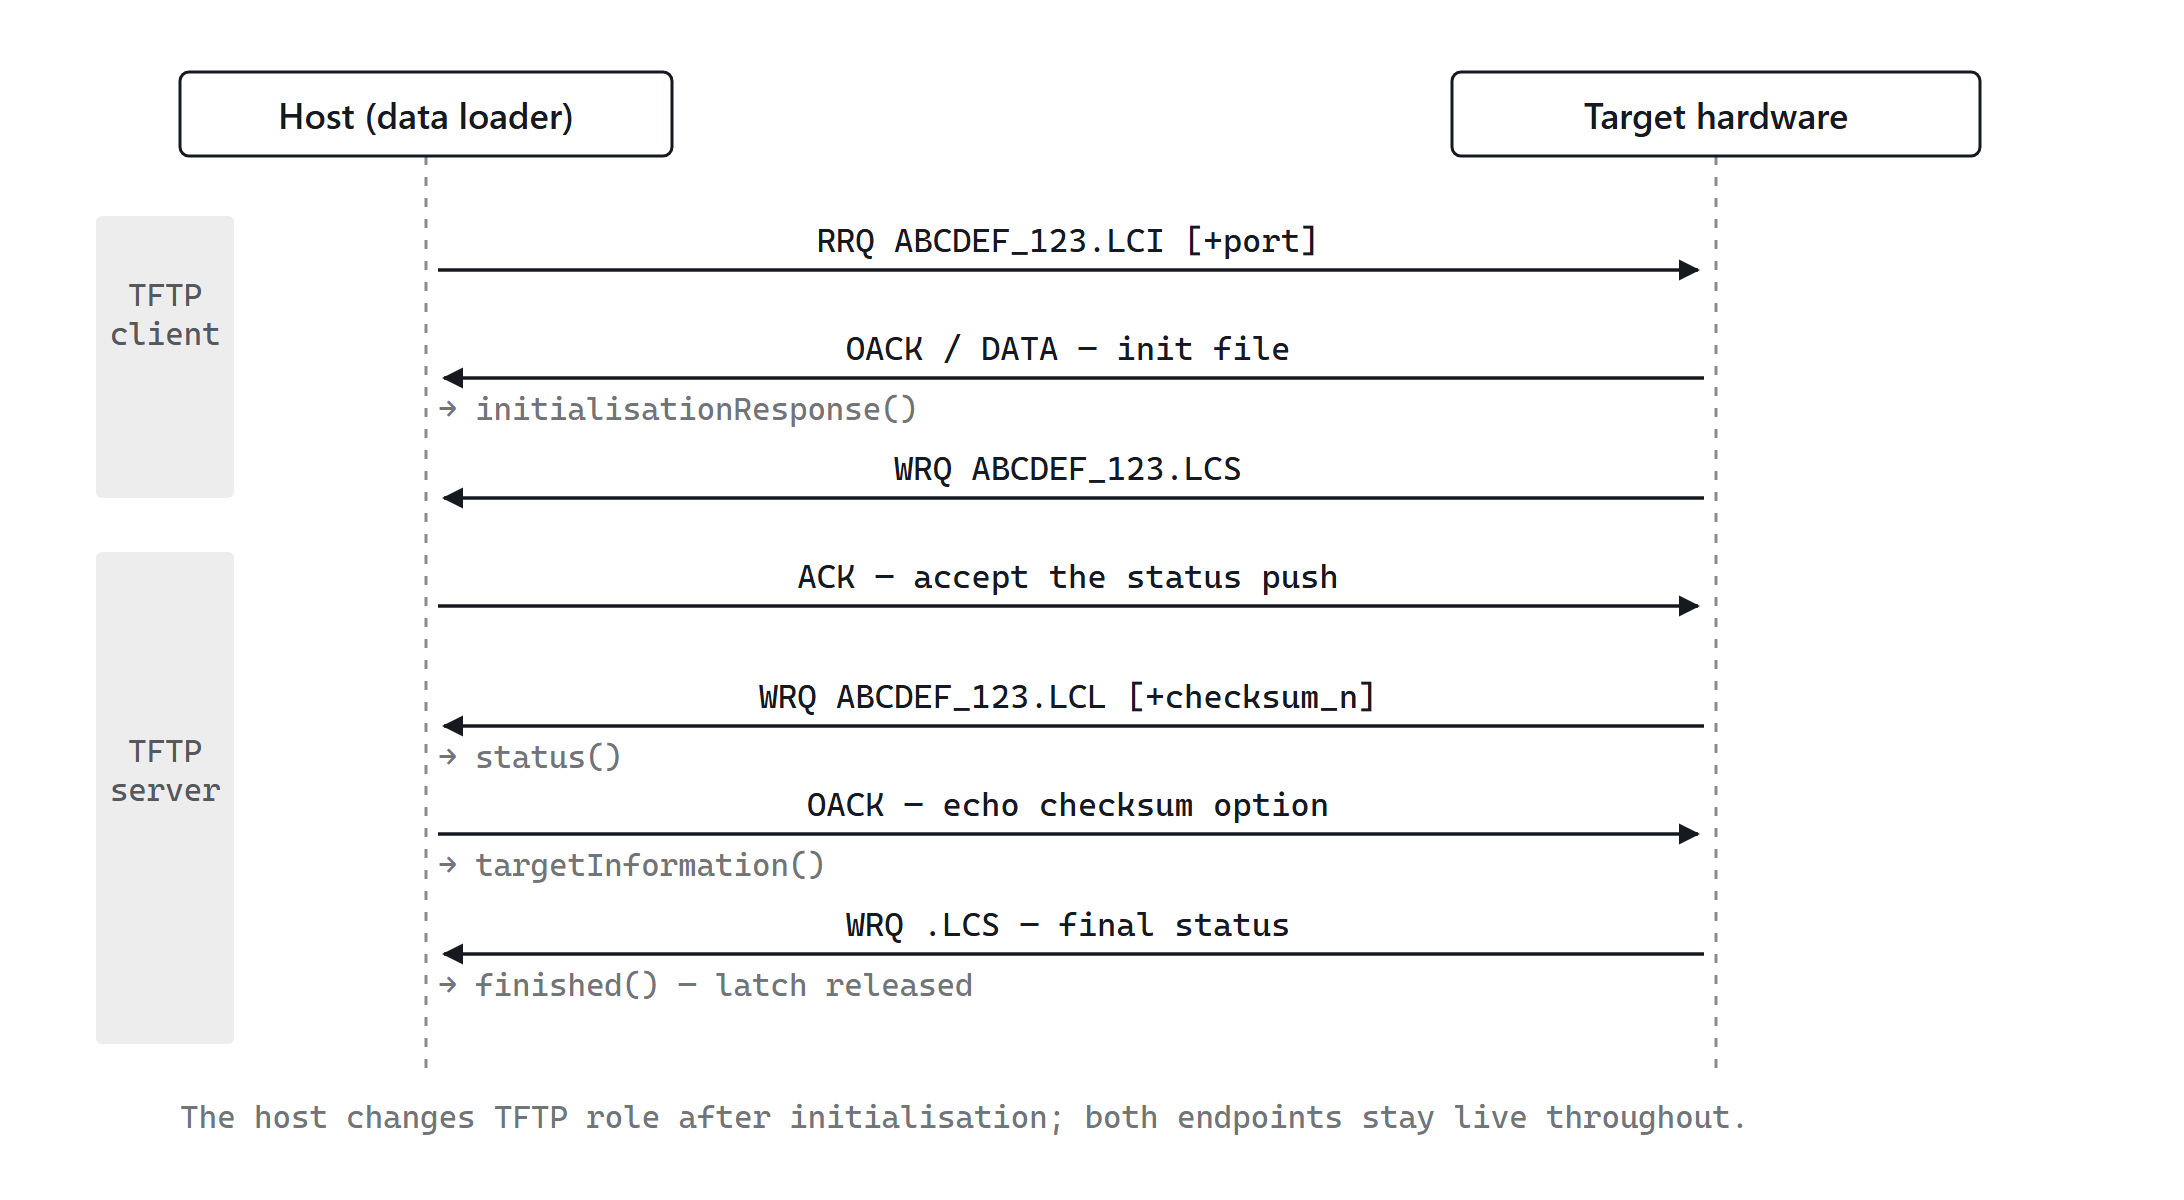 Host (data loader)
Target hardware
RRQ ABCDEF_123.LCI [+port]
TFTP
client
OACK / DATA — init file
→ initialisationResponse()
WRQ ABCDEF_123.LCS
ACK — accept the status push
WRQ ABCDEF_123.LCL [+checksum_n]
→ status()
TFTP
server
OACK — echo checksum option
→ targetInformation()
WRQ .LCS — final status
→ finished() — latch released
The host changes TFTP role after initialisation; both endpoints stay live throughout.